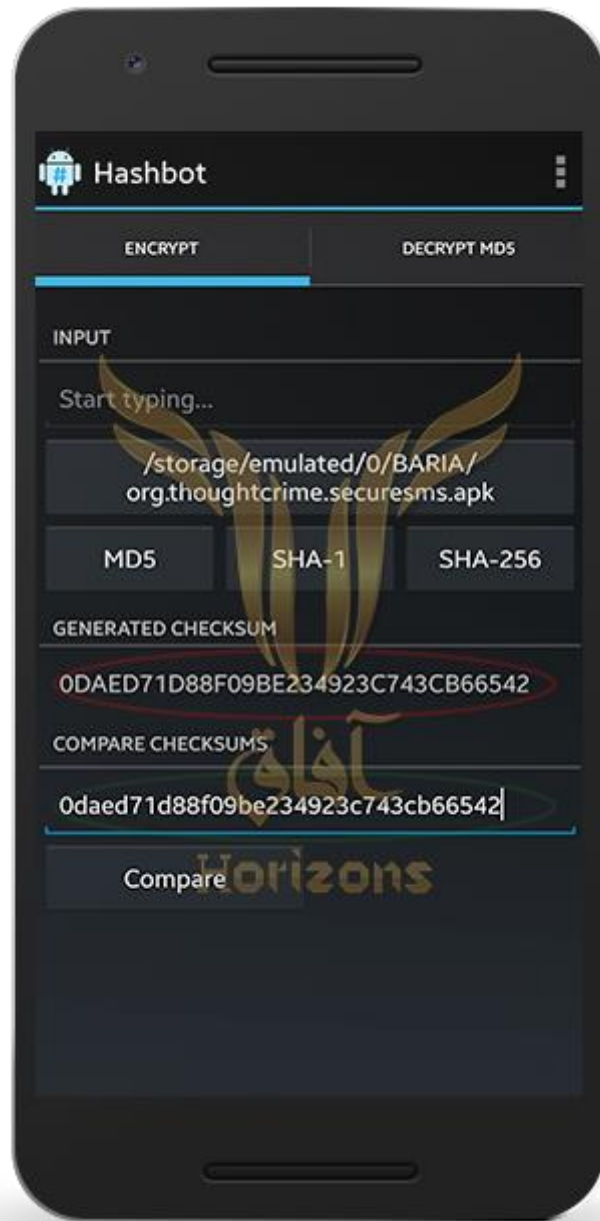 Hashbot
ENCRYPT
DECRYPT MD5
INPUT
Start typing...
/storage/emulated/0/BARIA/
org.thoughtcrime.securesms.apk
MD5
SHA-1
SHA-256
GENERATED CHECKSUM
0DAED71D88F09BE234923C743CB66542
COMPARE CHECKSUMS
آفاق
0daed71d88f09be234923c743cb66542
Compare
Horizons